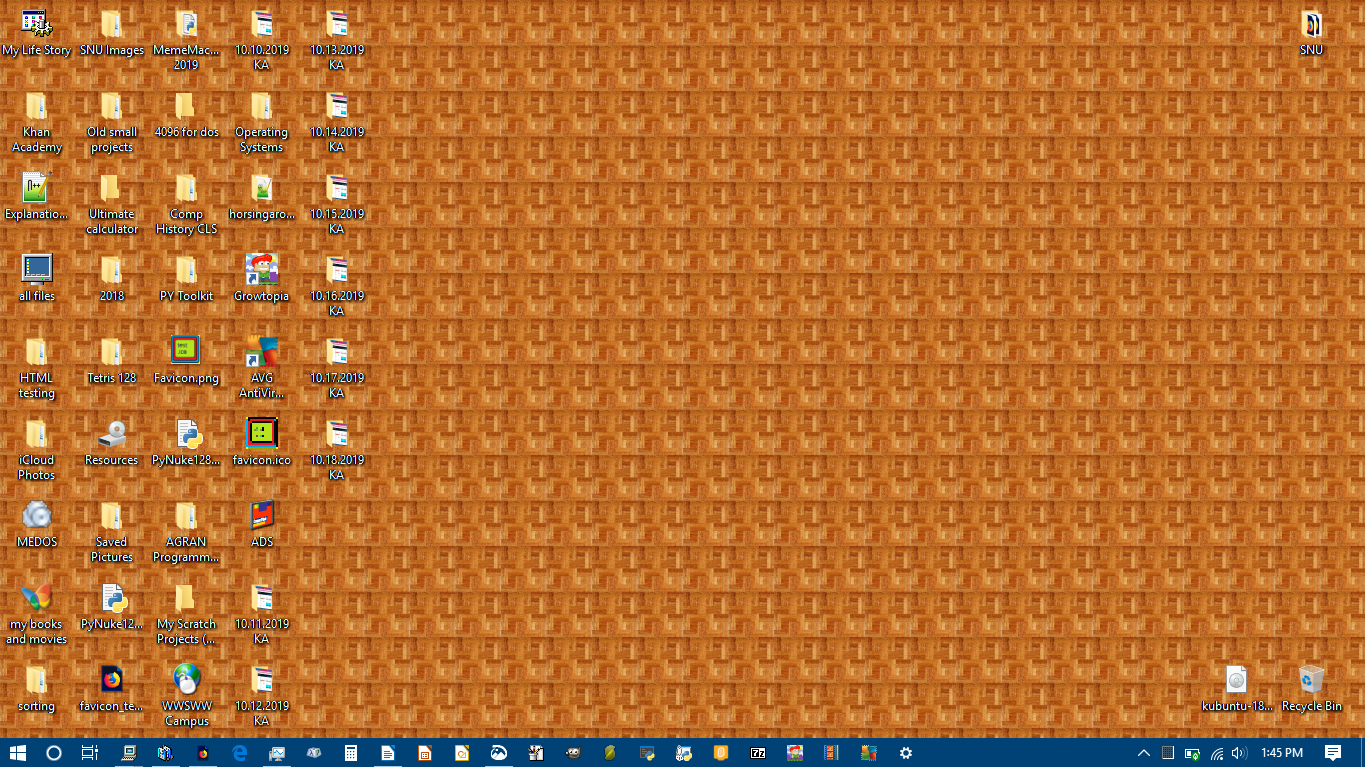 My Life Story
SNU Images
MemeMac...
2019
10.10.2019
KA
10.13.2019
KA
SNU
Khan
Academy
Old small
projects
4096 for dos
Operating
Systems
10.14.2019
KA
Explanatio...
Ultimate
calculator
Comp
History CLS
horsingaro...
10.15.2019
KA
all files
2018
PY Toolkit
Growtopia
10.16.2019
KA
HTML
testing
Tetris 128
Favicon.png
AVG
AntiVir...
10.17.2019
KA
iCloud
Photos
Resources
PyNuke128...
favicon.ico
10.18.2019
KA
MEDOS
Saved
Pictures
AGRAN
Programm...
ADS
my books
and movies
PyNuke12...
My Scratch
Projects (...
10.11.2019
KA
sorting
favicon_te...
WWSWW
Campus
10.12.2019
KA
kubuntu-18...
Recycle Bin
7z
1:45 PM